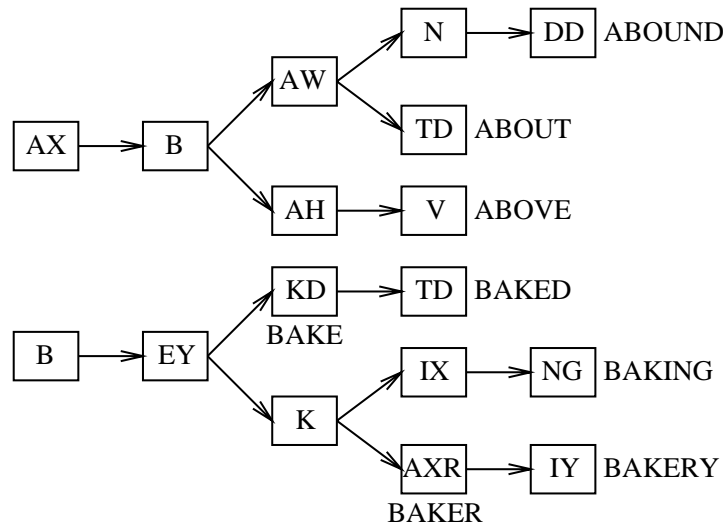 N DD ABOUND
AW
AX B TD ABOUT
AH V ABOVE
KD TD BAKED
BAKE
B EY IX NG BAKING
K
AXR IY BAKERY
BAKER